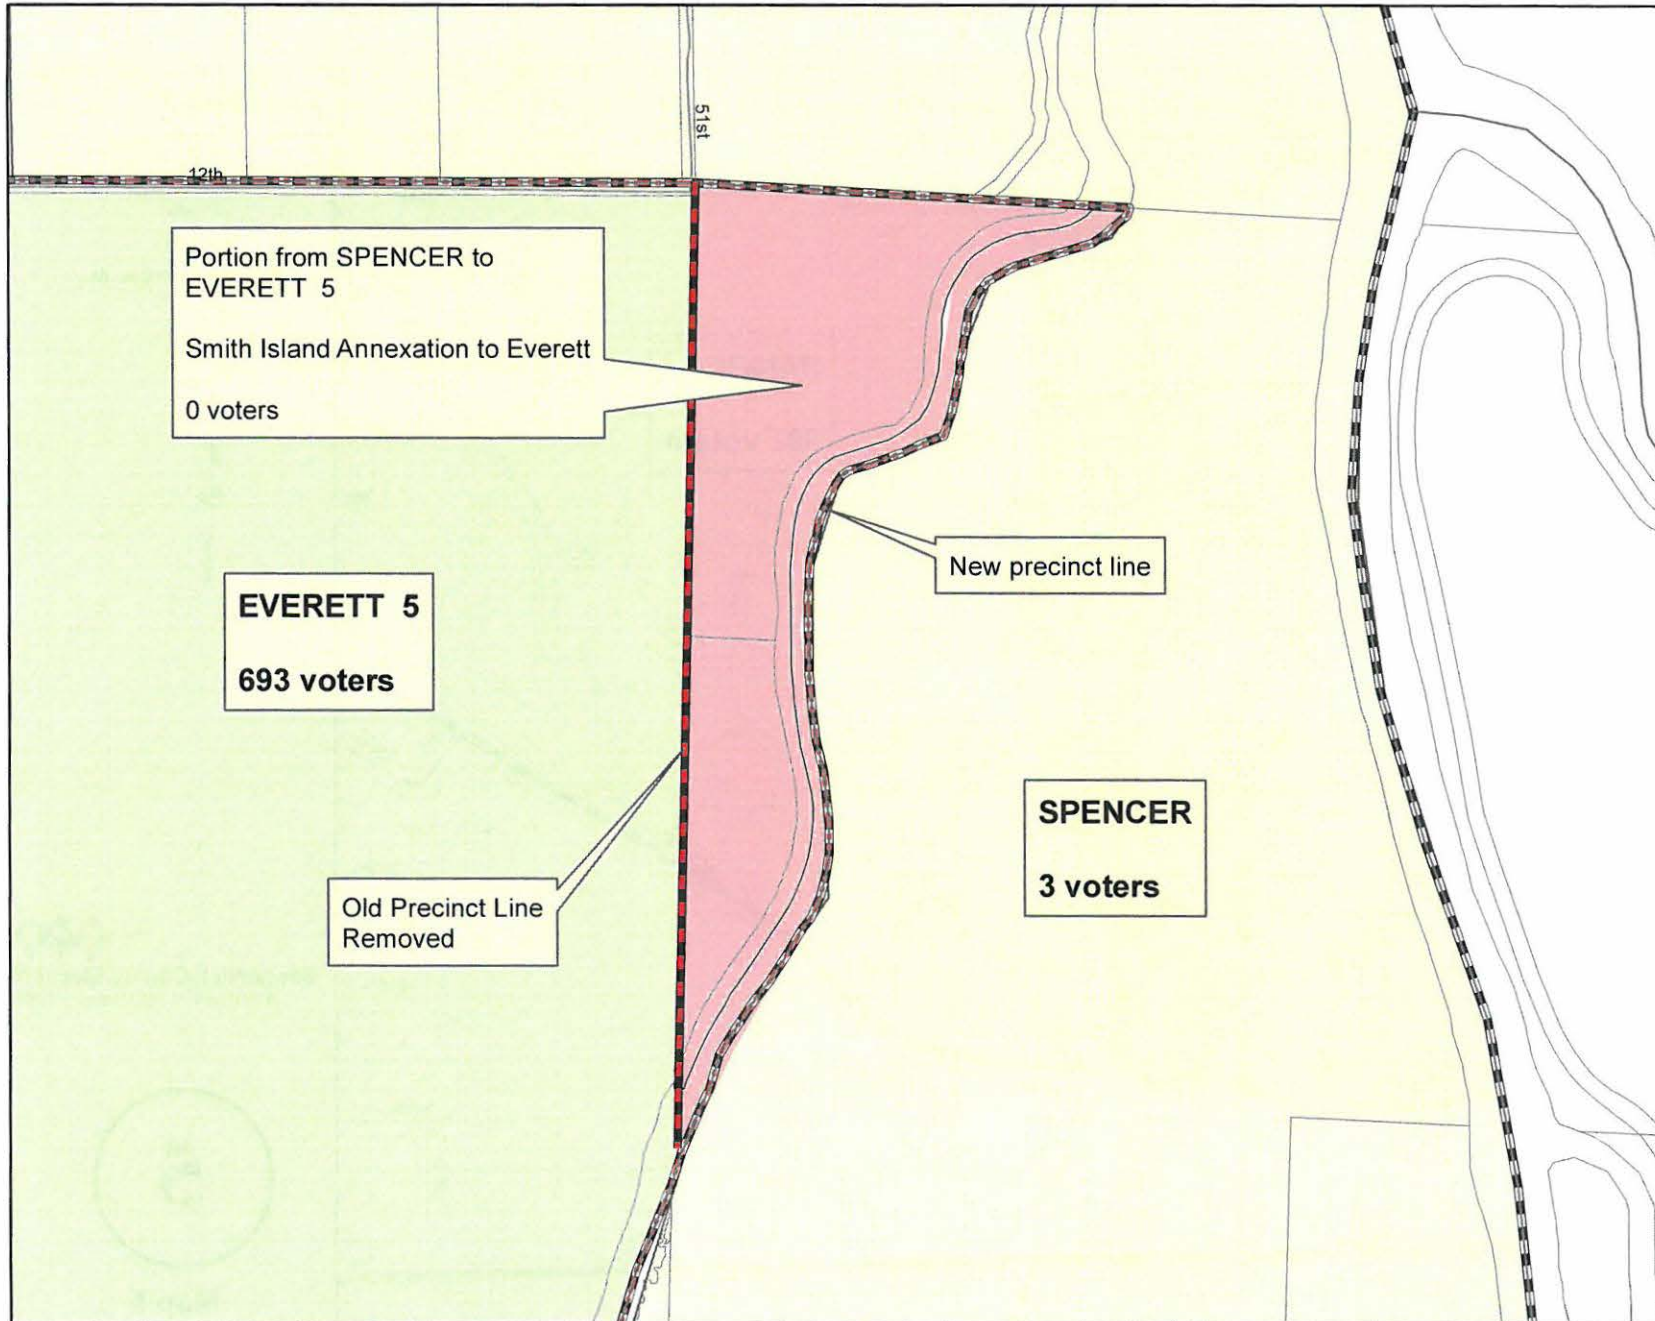 51st
12th
Portion from SPENCER to
EVERETT 5
Smith Island Annexation to Everett
0 voters
New precinct line
EVERETT 5
693 voters
SPENCER
3 voters
Old Precinct Line
Removed